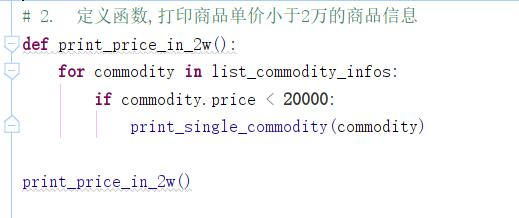 # 2.  定义函数,打印商品单价小于2万的商品信息
def print_price_in_2w():
    for commodity in list_commodity_infos:
        if commodity.price < 20000:
            print_single_commodity(commodity)
print_price_in_2w()